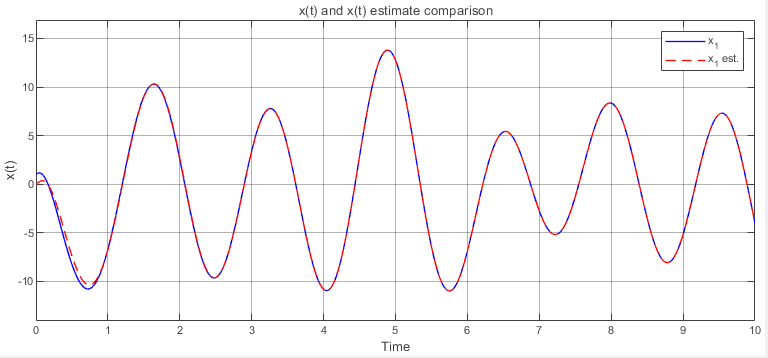 x(t) and x(t) estimate comparison
x(t)
15
10
5
0
-5
-10
x1
x1 est.
0 1 2 3 4 5 6 7 8 9 10
Time